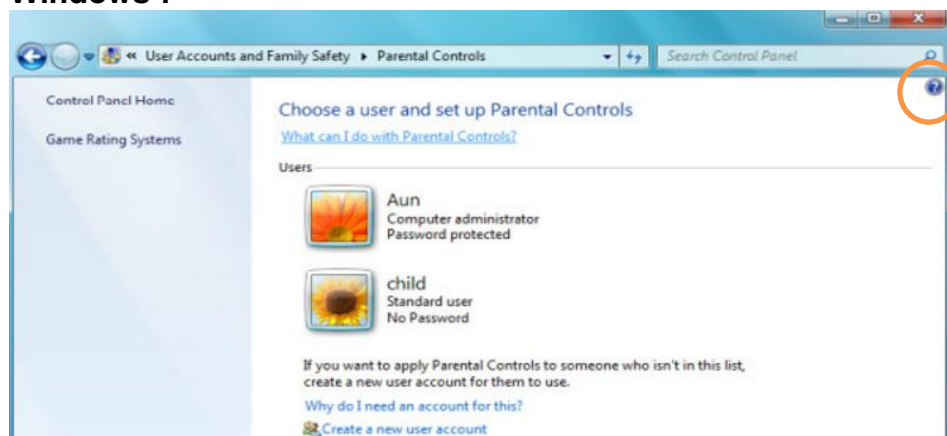 Windows 7
« User Accounts and Family Safety ▸ Parental Controls
Search Control Panel
Control Panel Home
Game Rating Systems
Choose a user and set up Parental Controls
What can I do with Parental Controls?
Users
Aun
Computer administrator
Password protected
child
Standard user
No Password
If you want to apply Parental Controls to someone who isn't in this list,
create a new user account for them to use.
Why do I need an account for this?
Create a new user account